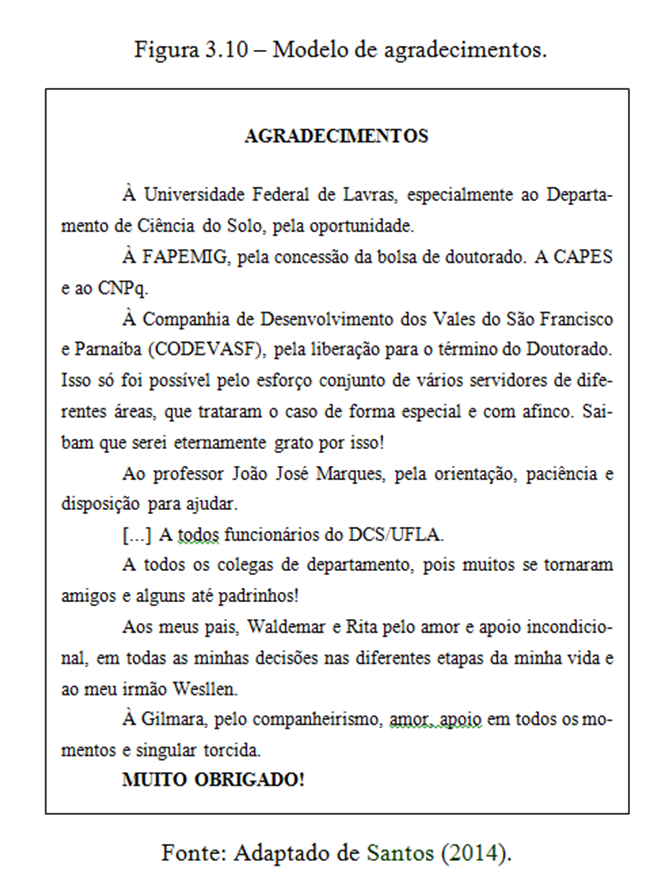 Figura 3.10 – Modelo de agradecimentos.
AGRADECIMENTOS
À Universidade Federal de Lavras, especialmente ao Departa-
mento de Ciência do Solo, pela oportunidade.
À FAPEMIG, pela concessão da bolsa de doutorado. A CAPES
e ao CNPq.
À Companhia de Desenvolvimento dos Vales do São Francisco
e Parnaíba (CODEVASF), pela liberação para o término do Doutorado.
Isso só foi possível pelo esforço conjunto de vários servidores de dife-
rentes áreas, que trataram o caso de forma especial e com afinco. Sai-
bam que serei eternamente grato por isso!
Ao professor João José Marques, pela orientação, paciência e
disposição para ajudar.
[...] A todos funcionários do DCS/UFLA.
A todos os colegas de departamento, pois muitos se tornaram
amigos e alguns até padrinhos!
Aos meus pais, Waldemar e Rita pelo amor e apoio incondicio-
nal, em todas as minhas decisões nas diferentes etapas da minha vida e
ao meu irmão Wesllen.
À Gilmara, pelo companheirismo, amor, apoio em todos os mo-
mentos e singular torcida.
MUITO OBRIGADO!
Fonte: Adaptado de Santos (2014).